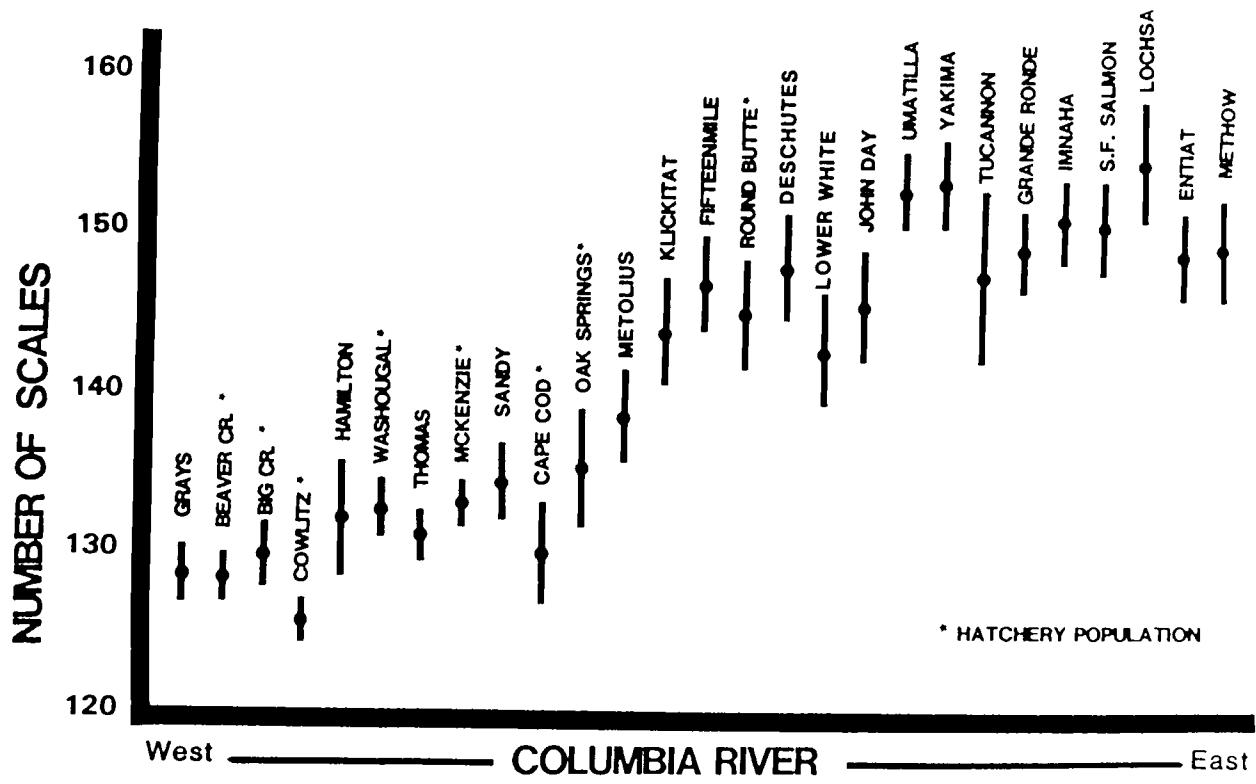 NUMBER OF SCALES
160
150
140
130
120
GRAYS
BEAVER CR. *
BIG CR. *
COWLITZ *
HAMILTON
WASHOUGAL *
THOMAS
MCKENZIE *
SANDY
CAPE COD *
OAK SPRINGS *
METOLIUS
KLICKITAT
FIFTEENMILE
ROUND BUTTE *
DESCHUTES
LOWER WHITE
JOHN DAY
UMATILLA
YAKIMA
TUCANNON
GRANDE RONDE
IMNAHA
S.F. SALMON
LOCHSA
ENTIAT
METHOW
* HATCHERY POPULATION
West COLUMBIA RIVER East